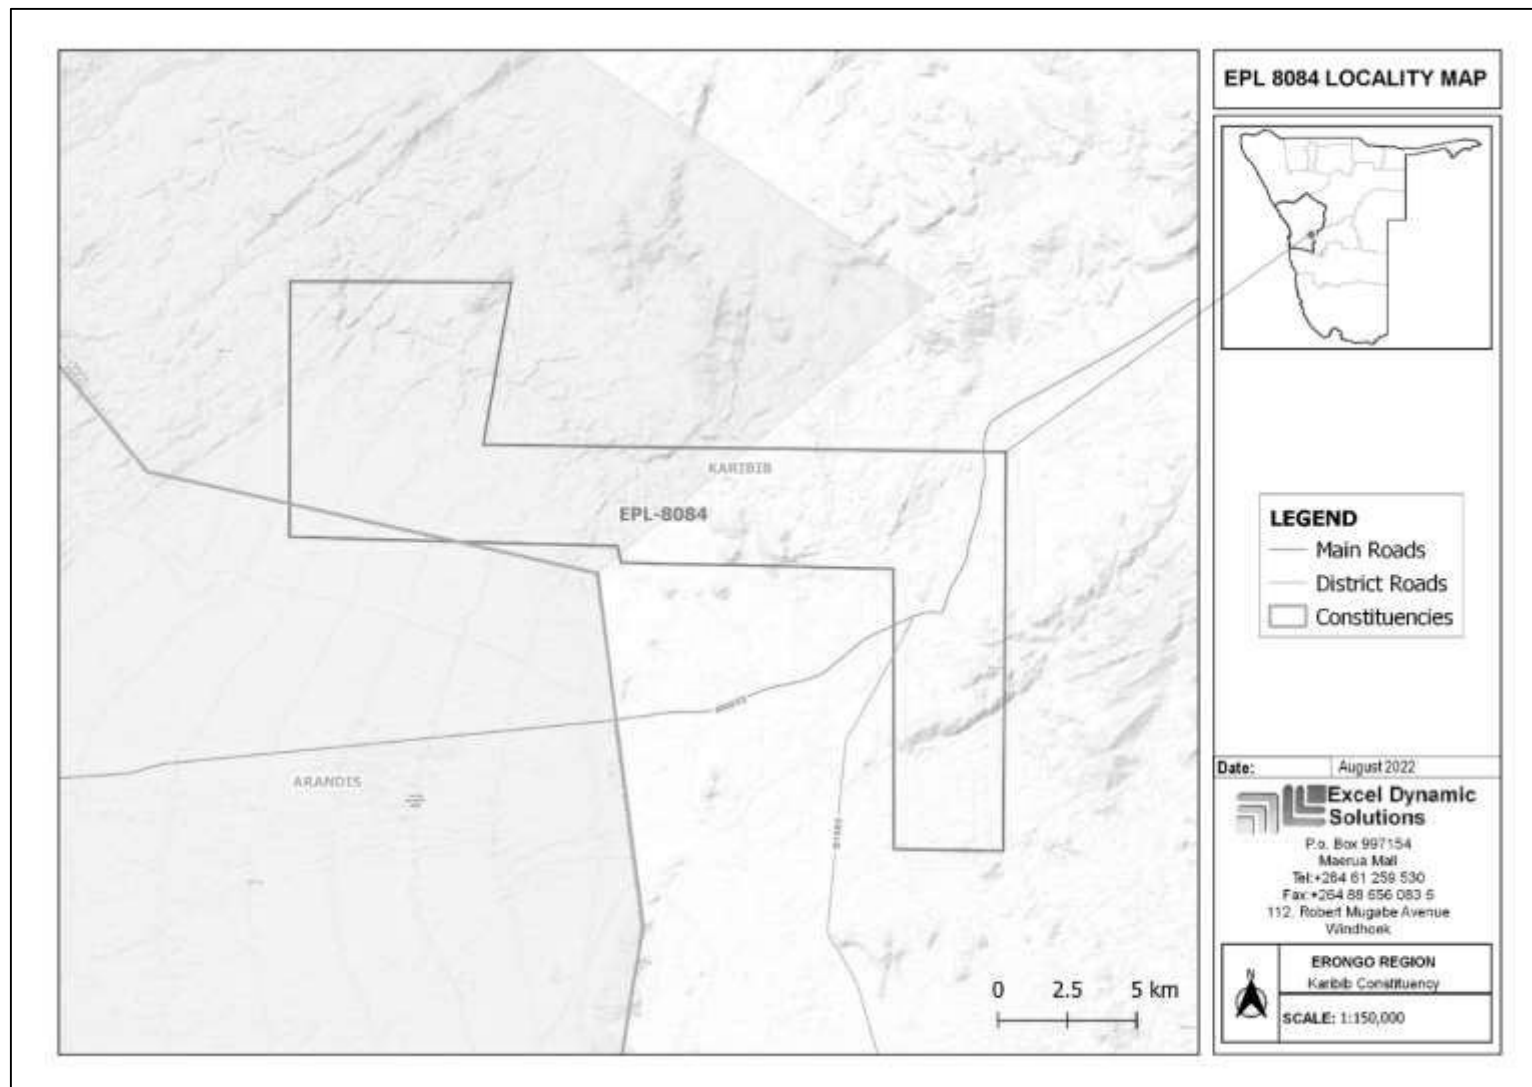 EPL 8084 LOCALITY MAP
KARIBIB
EPL-8084
ARANDIS
0 2.5 5 km
LEGEND
Main Roads
District Roads
Constituencies
Date: August 2022
Excel Dynamic
Solutions
P.o. Box 997154
Maerua Mall
Tel:+264 61 259 530
Fax:+264 88 656 083 5
112, Robert Mugabe Avenue
Windhoek
N
ERONGO REGION
Karibib Constituency
SCALE: 1:150,000